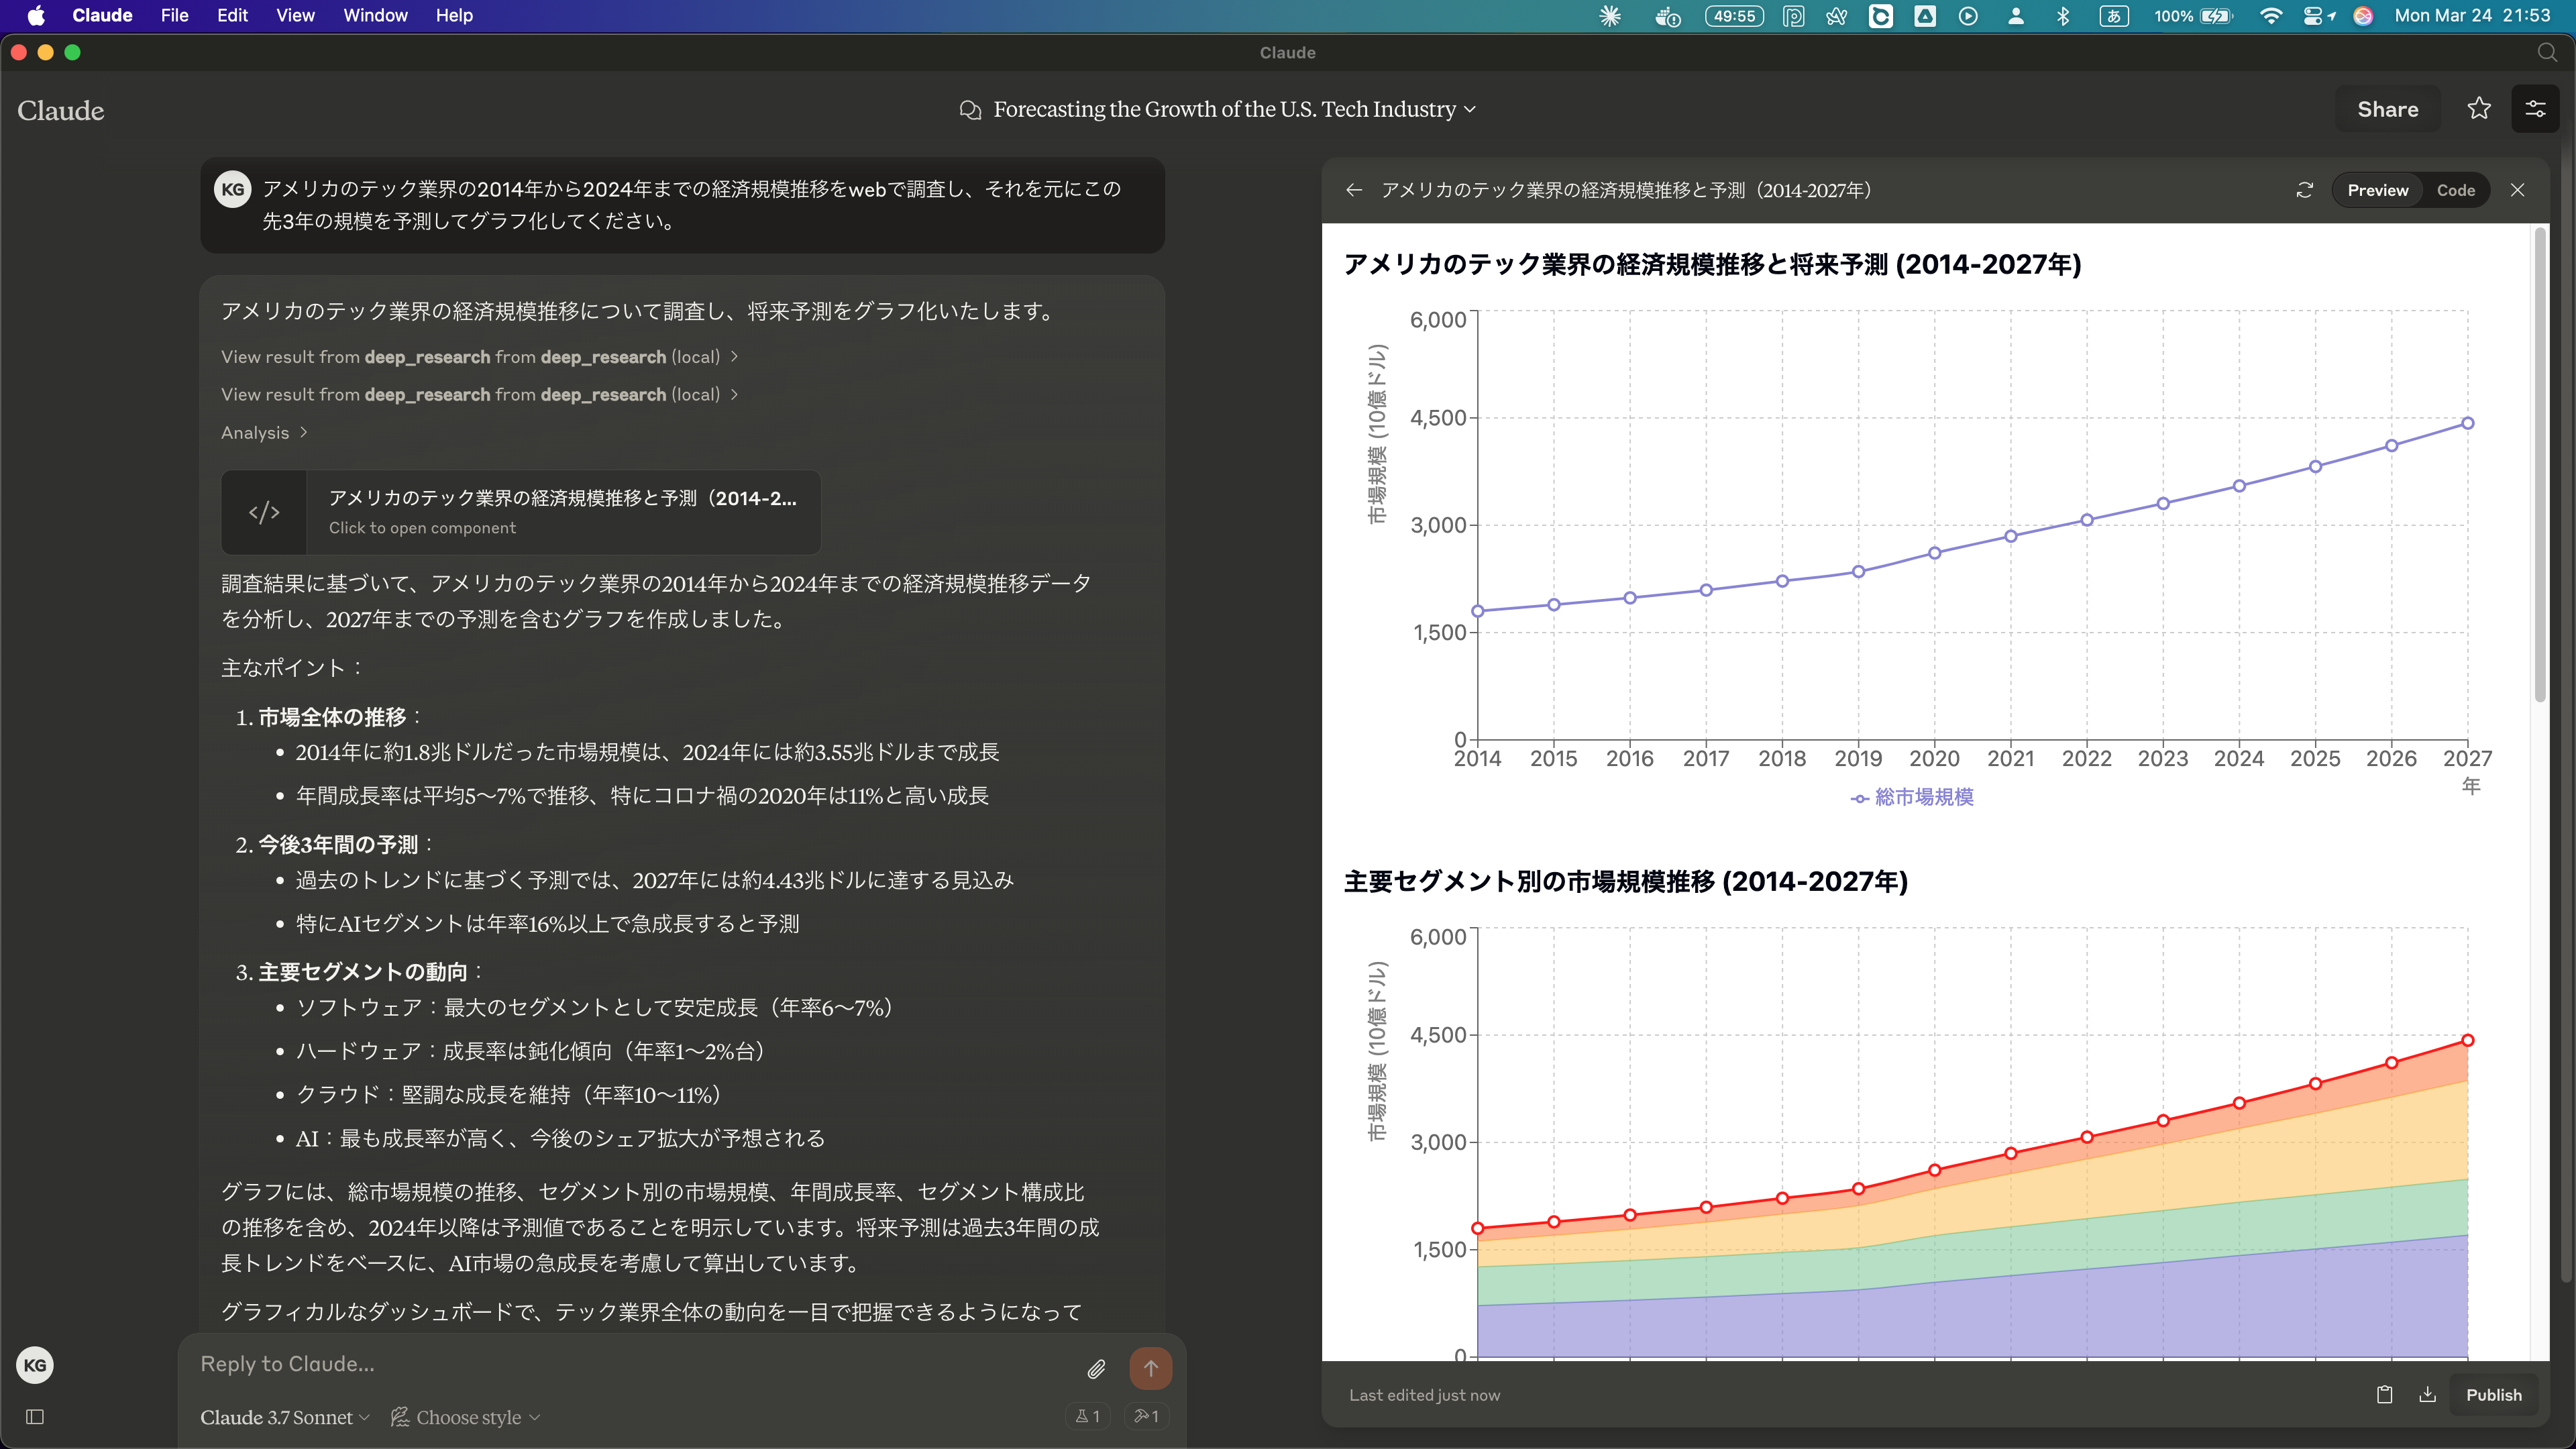 Claude File Edit View Window Help
49:55 あ 100% Mon Mar 24 21:53
Claude
Claude
Forecasting the Growth of the U.S. Tech Industry
Share
KG
アメリカのテック業界の2014年から2024年までの経済規模推移をwebで調査し、それを元にこの
先3年の規模を予測してグラフ化してください。
アメリカのテック業界の経済規模推移について調査し、将来予測をグラフ化いたします。
View result from deep_research from deep_research (local)
View result from deep_research from deep_research (local)
Analysis
</>
アメリカのテック業界の経済規模推移と予測（2014-2...
Click to open component
調査結果に基づいて、アメリカのテック業界の2014年から2024年までの経済規模推移データ
を分析し、2027年までの予測を含むグラフを作成しました。
主なポイント：
1. 市場全体の推移：
• 2014年に約1.8兆ドルだった市場規模は、2024年には約3.55兆ドルまで成長
• 年間成長率は平均5〜7%で推移、特にコロナ禍の2020年は11%と高い成長
2. 今後3年間の予測：
• 過去のトレンドに基づく予測では、2027年には約4.43兆ドルに達する見込み
• 特にAIセグメントは年率16%以上で急成長すると予測
3. 主要セグメントの動向：
• ソフトウェア：最大のセグメントとして安定成長（年率6〜7%）
• ハードウェア：成長率は鈍化傾向（年率1〜2%台）
• クラウド：堅調な成長を維持（年率10〜11%）
• AI：最も成長率が高く、今後のシェア拡大が予想される
グラフには、総市場規模の推移、セグメント別の市場規模、年間成長率、セグメント構成比
の推移を含め、2024年以降は予測値であることを明示しています。将来予測は過去3年間の成
長トレンドをベースに、AI市場の急成長を考慮して算出しています。
グラフィカルなダッシュボードで、テック業界全体の動向を一目で把握できるようになって
KG
Reply to Claude...
Claude 3.7 Sonnet Choose style
1 1
アメリカのテック業界の経済規模推移と予測（2014-2027年）
Preview Code
アメリカのテック業界の経済規模推移と将来予測 (2014-2027年)
市場規模 (10億ドル)
6,000
4,500
3,000
1,500
0
2014 2015 2016 2017 2018 2019 2020 2021 2022 2023 2024 2025 2026 2027
年
総市場規模
主要セグメント別の市場規模推移 (2014-2027年)
市場規模 (10億ドル)
6,000
4,500
3,000
1,500
0
Last edited just now
Publish